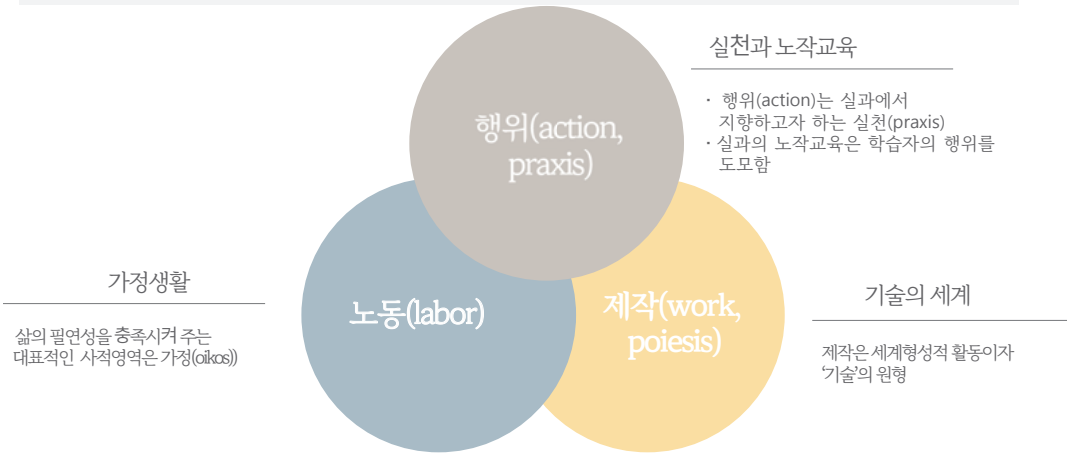 실천과 노작교육
· 행위(action)는 실과에서
지향하고자 하는 실천(praxis)
· 실과의 노작교육은 학습자의 행위를
도모함
행위(action,
praxis)
가정생활
삶의 필연성을 충족시켜 주는
대표적인 사적영역은 가정(oikos))
노동(labor)
제작(work,
poiesis)
기술의 세계
제작은 세계형성적 활동이자
‘기술’의 원형